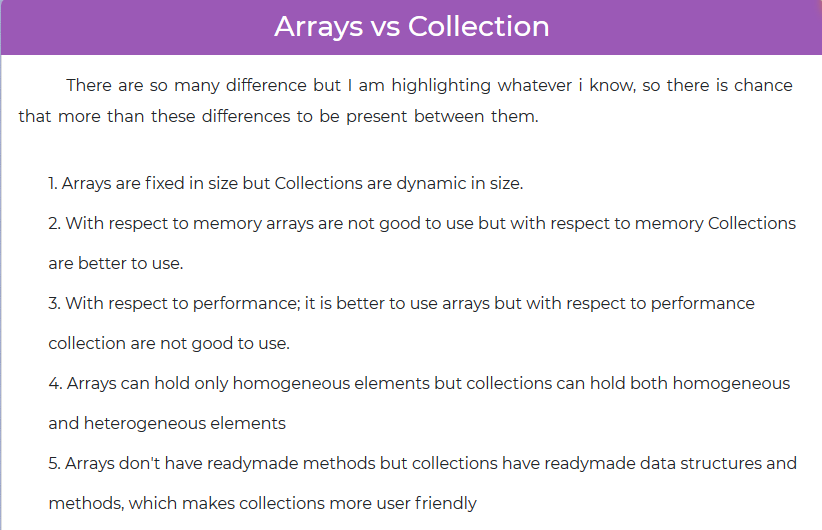 Arrays vs Collection
There are so many difference but I am highlighting whatever i know, so there is chance
that more than these differences to be present between them.
1. Arrays are fixed in size but Collections are dynamic in size.
2. With respect to memory arrays are not good to use but with respect to memory Collections
are better to use.
3. With respect to performance; it is better to use arrays but with respect to performance
collection are not good to use.
4. Arrays can hold only homogeneous elements but collections can hold both homogeneous
and heterogeneous elements
5. Arrays don't have readymade methods but collections have readymade data structures and
methods, which makes collections more user friendly